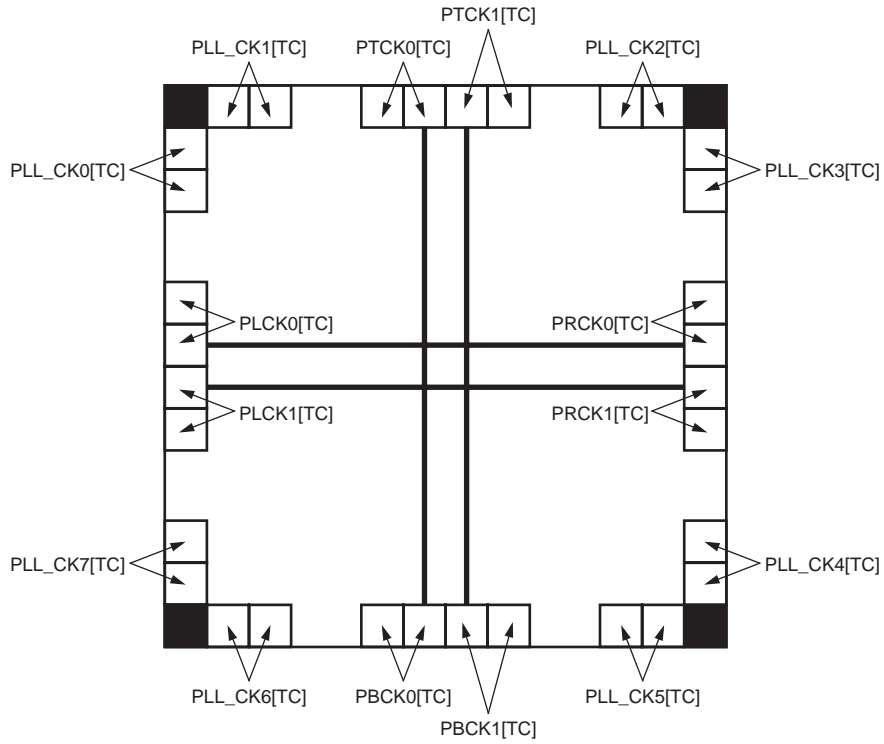 PTCK1[TC]
PLL_CK1[TC]
PTCK0[TC]
PLL_CK2[TC]
PLL_CK0[TC]
PLL_CK3[TC]
PLCK0[TC]
PRCK0[TC]
PLCK1[TC]
PRCK1[TC]
PLL_CK7[TC]
PLL_CK4[TC]
PLL_CK6[TC]
PBCK0[TC]
PLL_CK5[TC]
PBCK1[TC]